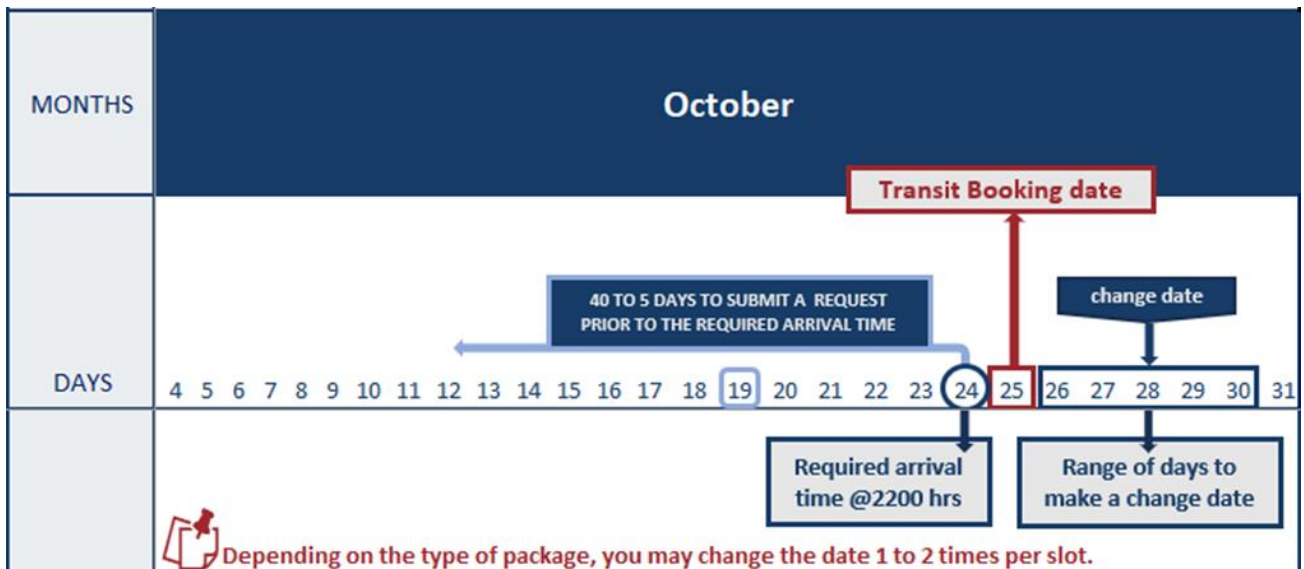 MONTHS
October
Transit Booking date
40 TO 5 DAYS TO SUBMIT A REQUEST
PRIOR TO THE REQUIRED ARRIVAL TIME
change date
DAYS
4 5 6 7 8 9 10 11 12 13 14 15 16 17 18 19 20 21 22 23 24 25 26 27 28 29 30 31
Required arrival
time @2200 hrs
Range of days to
make a change date
Depending on the type of package, you may change the date 1 to 2 times per slot.